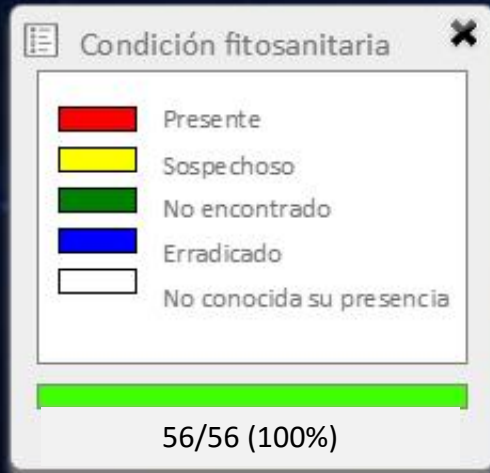 Condición fitosanitaria
Presente
Sospechoso
No encontrado
Erradicado
No conocida su presencia
56/56 (100%)